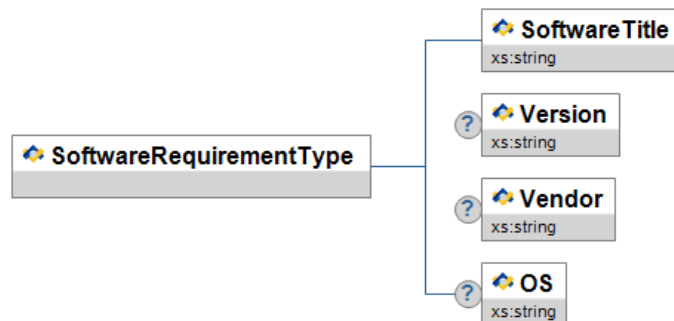 SoftwareTitle
xs:string
? Version
xs:string
SoftwareRequirementType
? Vendor
xs:string
? OS
xs:string